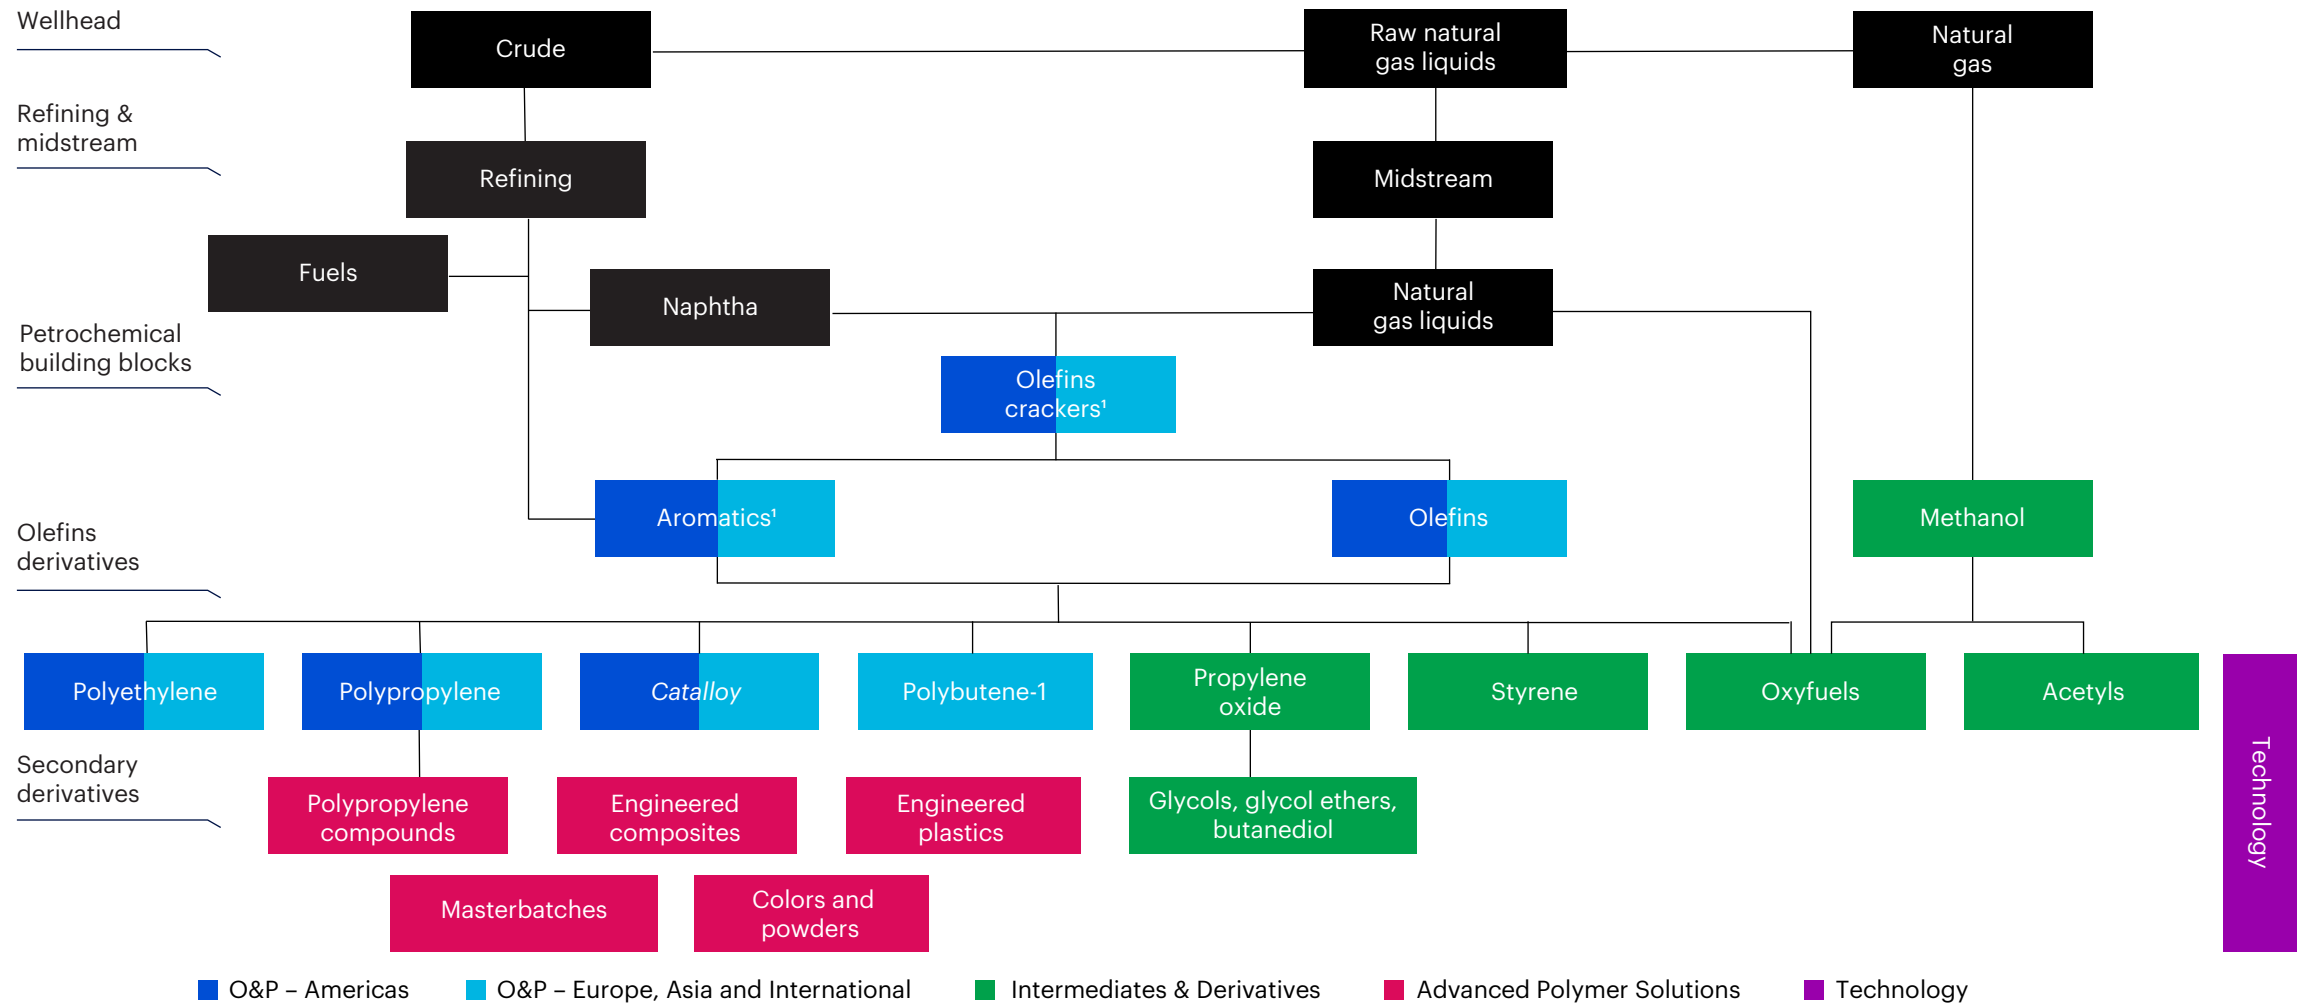 Wellhead
Crude
Raw natural
gas liquids
Natural
gas
Refining &
midstream
Refining
Midstream
Fuels
Naphtha
Natural
gas liquids
Petrochemical
building blocks
Olefins
crackers¹
Aromatics¹
Olefins
Methanol
Olefins
derivatives
Polyethylene
Polypropylene
Catalloy
Polybutene-1
Propylene
oxide
Styrene
Oxyfuels
Acetyls
Technology
Secondary
derivatives
Polypropylene
compounds
Engineered
composites
Engineered
plastics
Glycols, glycol ethers,
butanediol
Masterbatches
Colors and
powders
O&P – Americas
O&P – Europe, Asia and International
Intermediates & Derivatives
Advanced Polymer Solutions
Technology